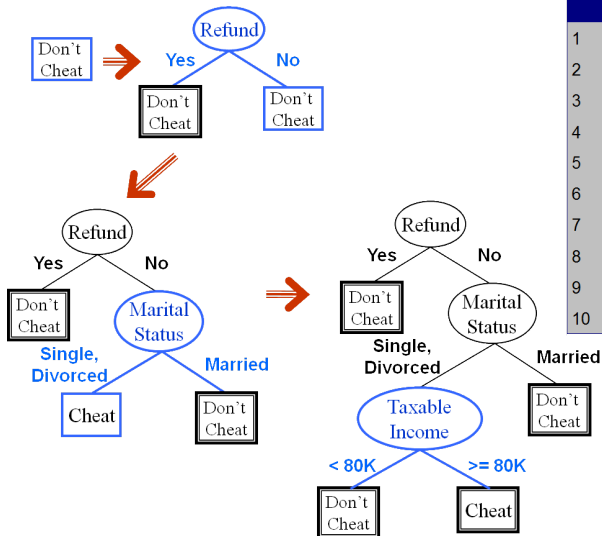 Don't
Cheat
Refund
Yes
No
Don't
Cheat
Don't
Cheat
Refund
Yes
No
Don't
Cheat
Marital
Status
Single,
Divorced
Married
Cheat
Don't
Cheat
Refund
Yes
No
Don't
Cheat
Marital
Status
Single,
Divorced
Married
Taxable
Income
Don't
Cheat
< 80K
>= 80K
Don't
Cheat
Cheat
1
2
3
4
5
6
7
8
9
10